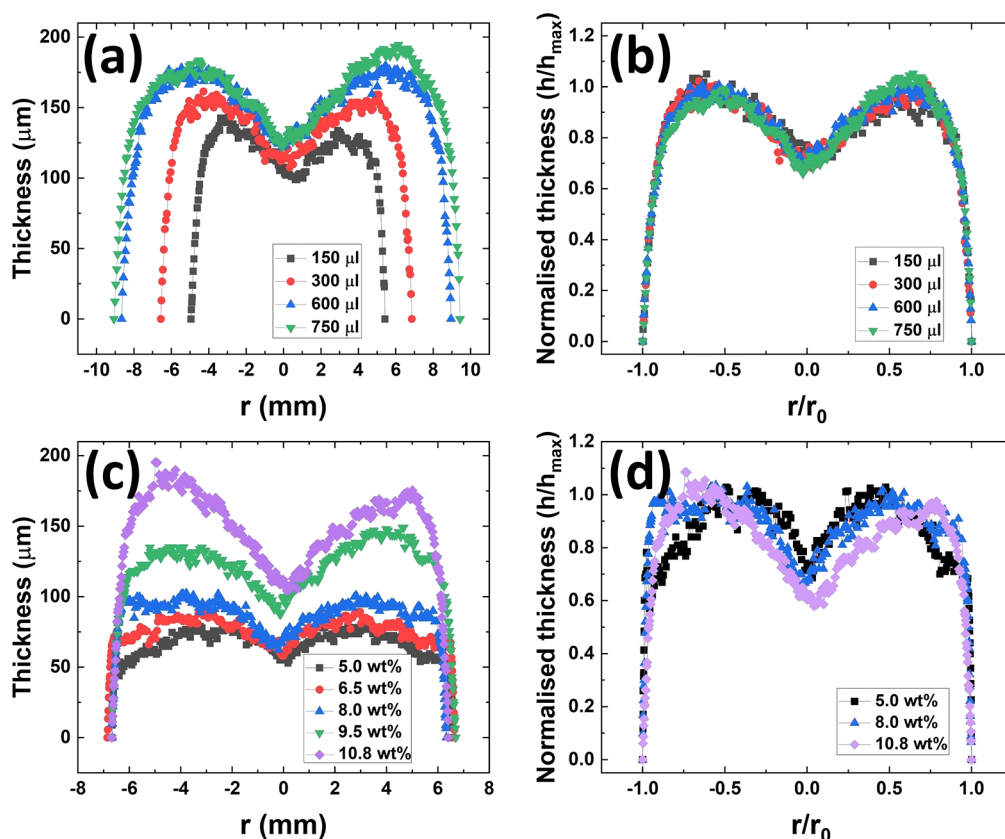 (a)
Thickness (μm)
200
150
100
50
0
150 μl
300 μl
600 μl
750 μl
-10 -8 -6 -4 -2 0 2 4 6 8 10
r (mm)
(b)
Normalised thickness (h/hmax)
1.2
1.0
0.8
0.6
0.4
0.2
0.0
150 μl
300 μl
600 μl
750 μl
-1.0 -0.5 0.0 0.5 1.0
r/r0
(c)
Thickness (μm)
200
150
100
50
0
5.0 wt%
6.5 wt%
8.0 wt%
9.5 wt%
10.8 wt%
-8 -6 -4 -2 0 2 4 6 8
r (mm)
(d)
Normalised thickness (h/hmax)
1.2
1.0
0.8
0.6
0.4
0.2
0.0
5.0 wt%
8.0 wt%
10.8 wt%
-1.0 -0.5 0.0 0.5 1.0
r/r0